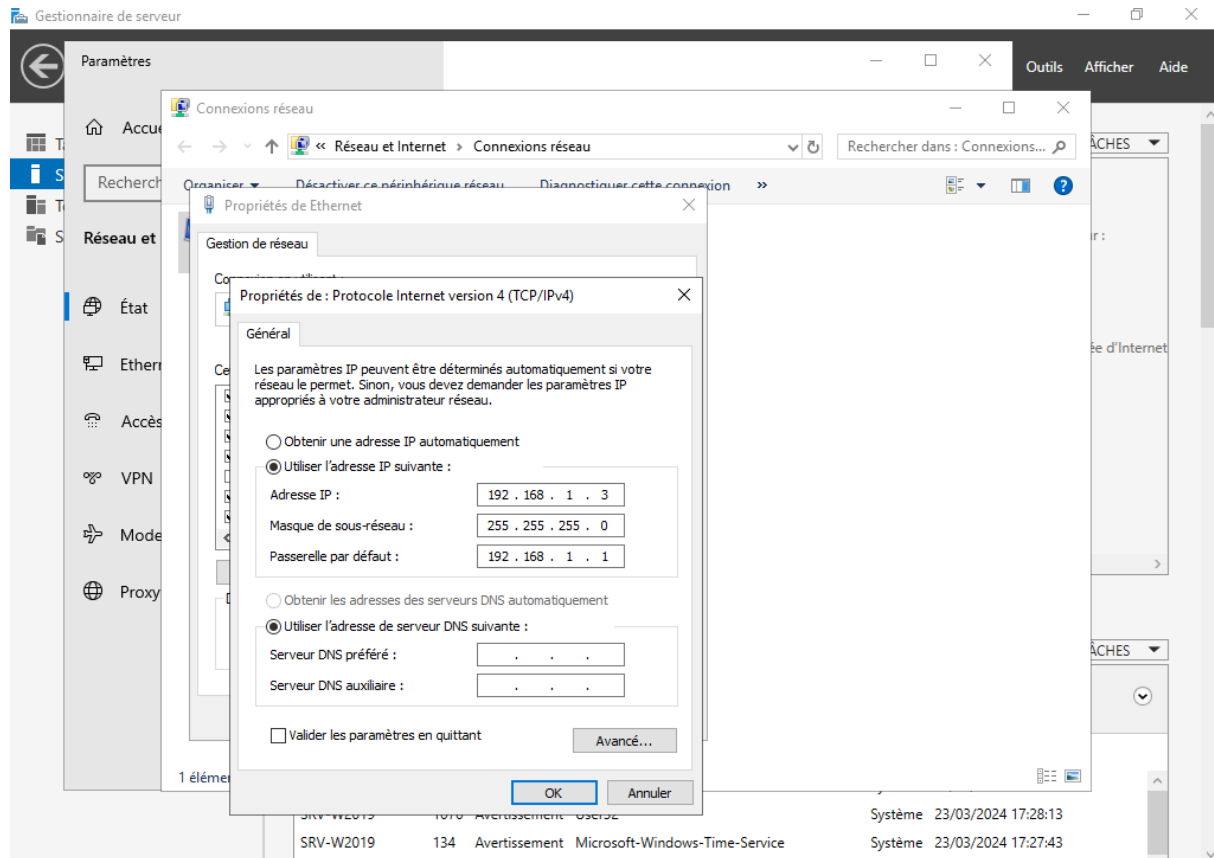 Gestionnaire de serveur
Paramètres
Outils Afficher Aide
Connexions réseau
Accue
« Réseau et Internet › Connexions réseau
Rechercher dans : Connexions...
ÂCHES
Recherch
Organiser Désactiver ce périphérique réseau Diagnostiquer cette connexion »
Propriétés de Ethernet
Réseau et
Gestion de réseau
Propriétés de : Protocole Internet version 4 (TCP/IPv4)
Général
État
Les paramètres IP peuvent être déterminés automatiquement si votre
réseau le permet. Sinon, vous devez demander les paramètres IP
appropriés à votre administrateur réseau.
ée d'Internet
Ethern
Ce
Accès
Obtenir une adresse IP automatiquement
Utiliser l'adresse IP suivante :
VPN
Adresse IP : 192 . 168 . 1 . 3
Masque de sous-réseau : 255 . 255 . 255 . 0
Mode
Passerelle par défaut : 192 . 168 . 1 . 1
Proxy
Obtenir les adresses des serveurs DNS automatiquement
Utiliser l'adresse de serveur DNS suivante :
Serveur DNS préféré : . . .
ÂCHES
Serveur DNS auxiliaire : . . .
Valider les paramètres en quittant
Avancé...
1 élémen
OK Annuler
SRV-W2019 1076 Avertissement User32 Système 23/03/2024 17:28:13
SRV-W2019 134 Avertissement Microsoft-Windows-Time-Service Système 23/03/2024 17:27:43